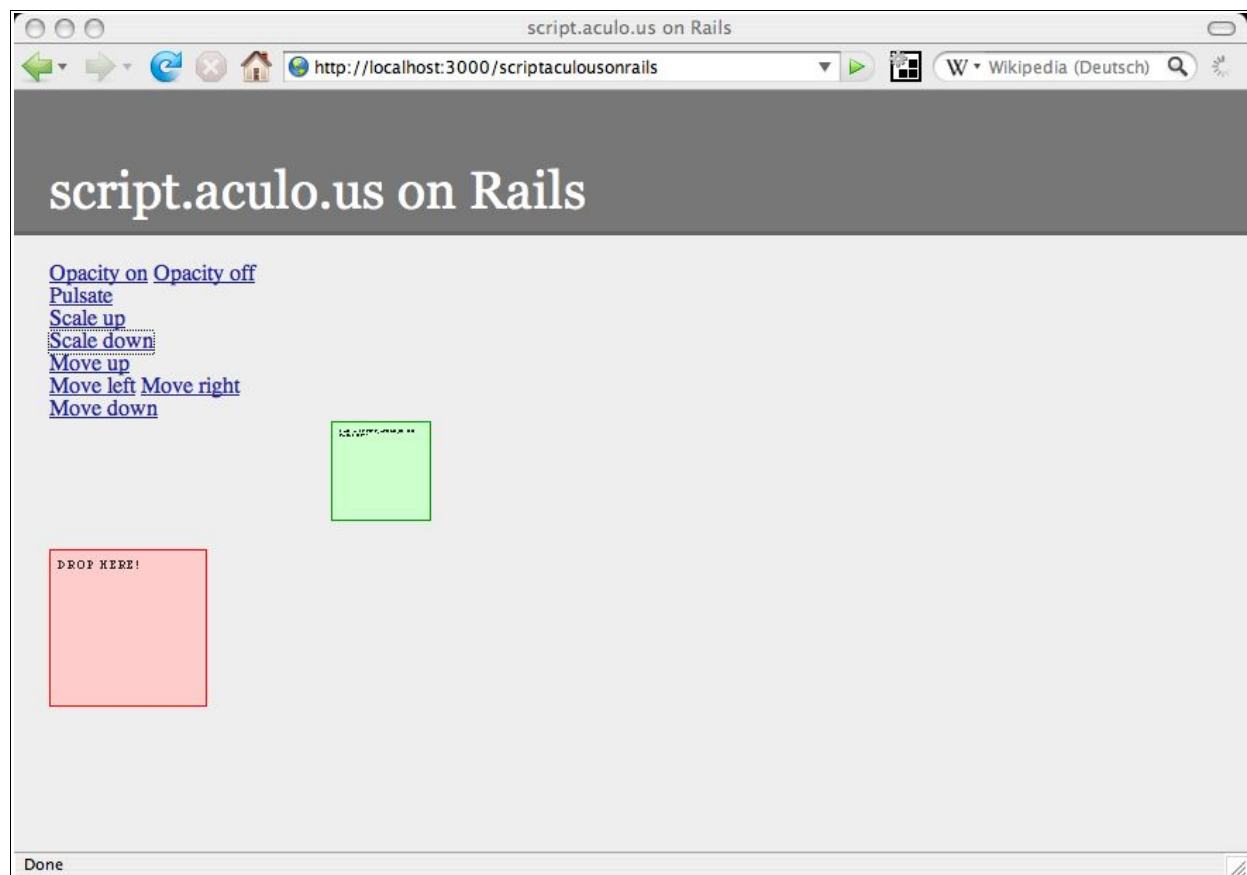 script.aculo.us on Rails
http://localhost:3000/scriptaculousonrails
W Wikipedia (Deutsch)
script.aculo.us on Rails
Opacity on Opacity off
Pulsate
Scale up
Scale down
Move up
Move left Move right
Move down
DROP HERE!
Done